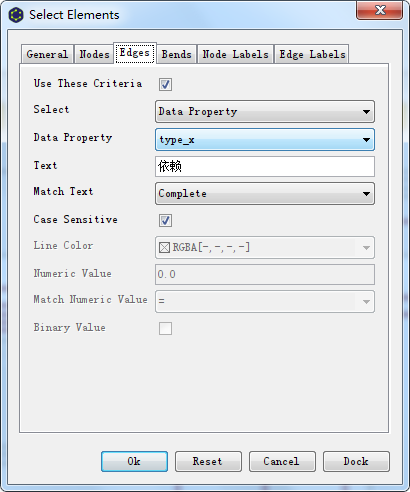 Select Elements
General Nodes Edges Bends Node Labels Edge Labels
Use These Criteria
Select Data Property
Data Property type_x
Text 依赖
Match Text Complete
Case Sensitive
Line Color RGBA[-,-,-,-]
Numeric Value 0.0
Match Numeric Value =
Binary Value
Ok Reset Cancel Dock